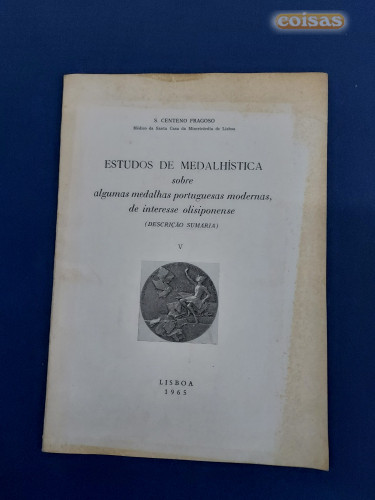 coisas
S. CENTENO FRAGOSO
Médico da Santa Casa da Misericórdia de Lisboa
ESTUDOS DE MEDALHÍSTICA
sobre
algumas medalhas portuguesas modernas,
de interesse olisiponense
(DESCRIÇÃO SUMÁRIA)
V
LISBOA
1965